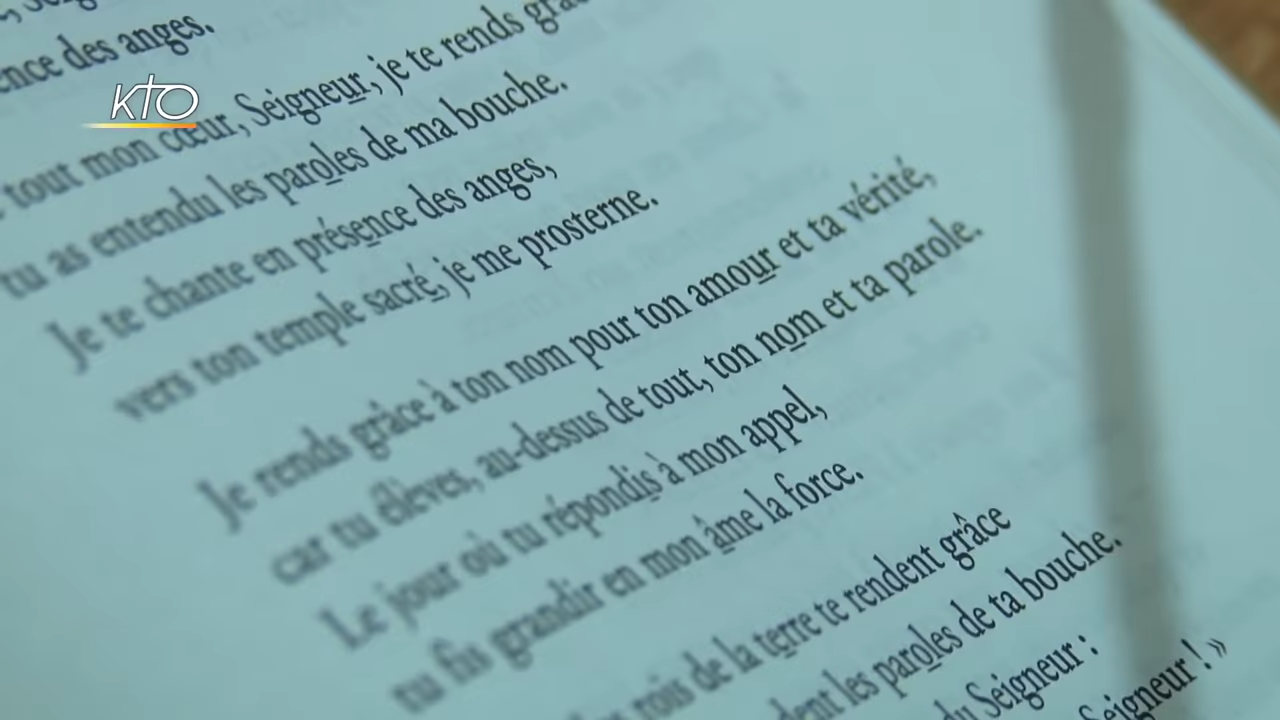 ence des anges.
KTO
tout mon cœur, Seigneur, je te rends grâ
tu as entendu les paroles de ma bouche.
Je te chante en présence des anges,
vers ton temple sacré, je me prosterne.
Je rends grâce à ton nom pour ton amour et ta vérité,
car tu élèves, au-dessus de tout, ton nom et ta parole.
Le jour où tu répondis à mon appel,
tu fis grandir en mon âme la force.
rois de la terre te rendent grâce
dent les paroles de ta bouche.
du Seigneur :
Seigneur ! »